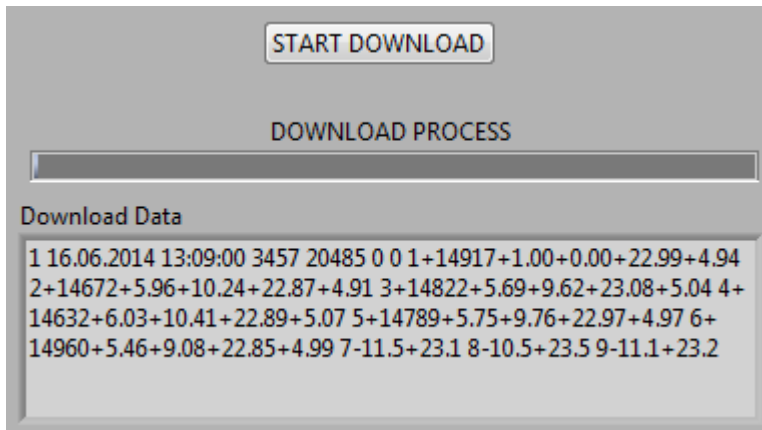 START DOWNLOAD
DOWNLOAD PROCESS
Download Data
1 16.06.2014 13:09:00 3457 20485 0 0 1+14917+1.00+0.00+22.99+4.94
2+14672+5.96+10.24+22.87+4.91 3+14822+5.69+9.62+23.08+5.04 4+
14632+6.03+10.41+22.89+5.07 5+14789+5.75+9.76+22.97+4.97 6+
14960+5.46+9.08+22.85+4.99 7-11.5+23.1 8-10.5+23.5 9-11.1+23.2